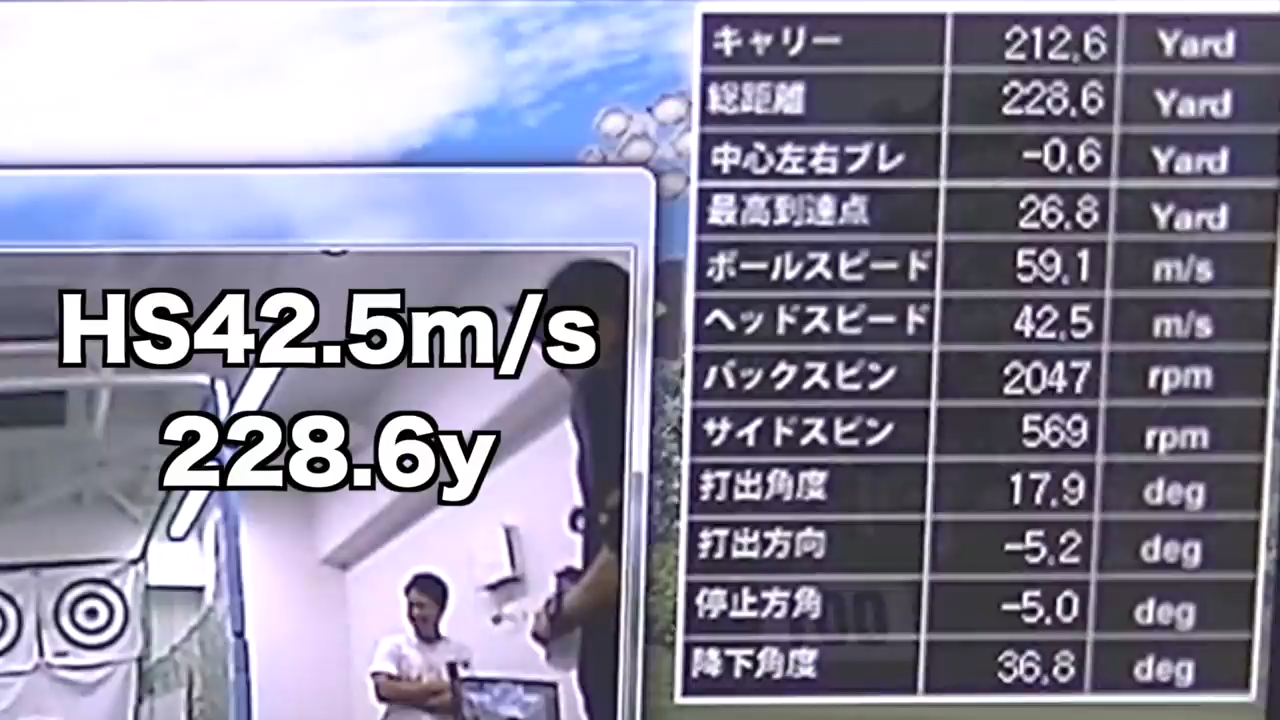 HS42.5m/s
228.6y
キャリー 212.6 Yard
総距離 228.6 Yard
中心左右ブレ -0.6 Yard
最高到達点 26.8 Yard
ボールスピード 59.1 m/s
ヘッドスピード 42.5 m/s
バックスピン 2047 rpm
サイドスピン 569 rpm
打出角度 17.9 deg
打出方向 -5.2 deg
停止方角 -5.0 deg
降下角度 36.8 deg